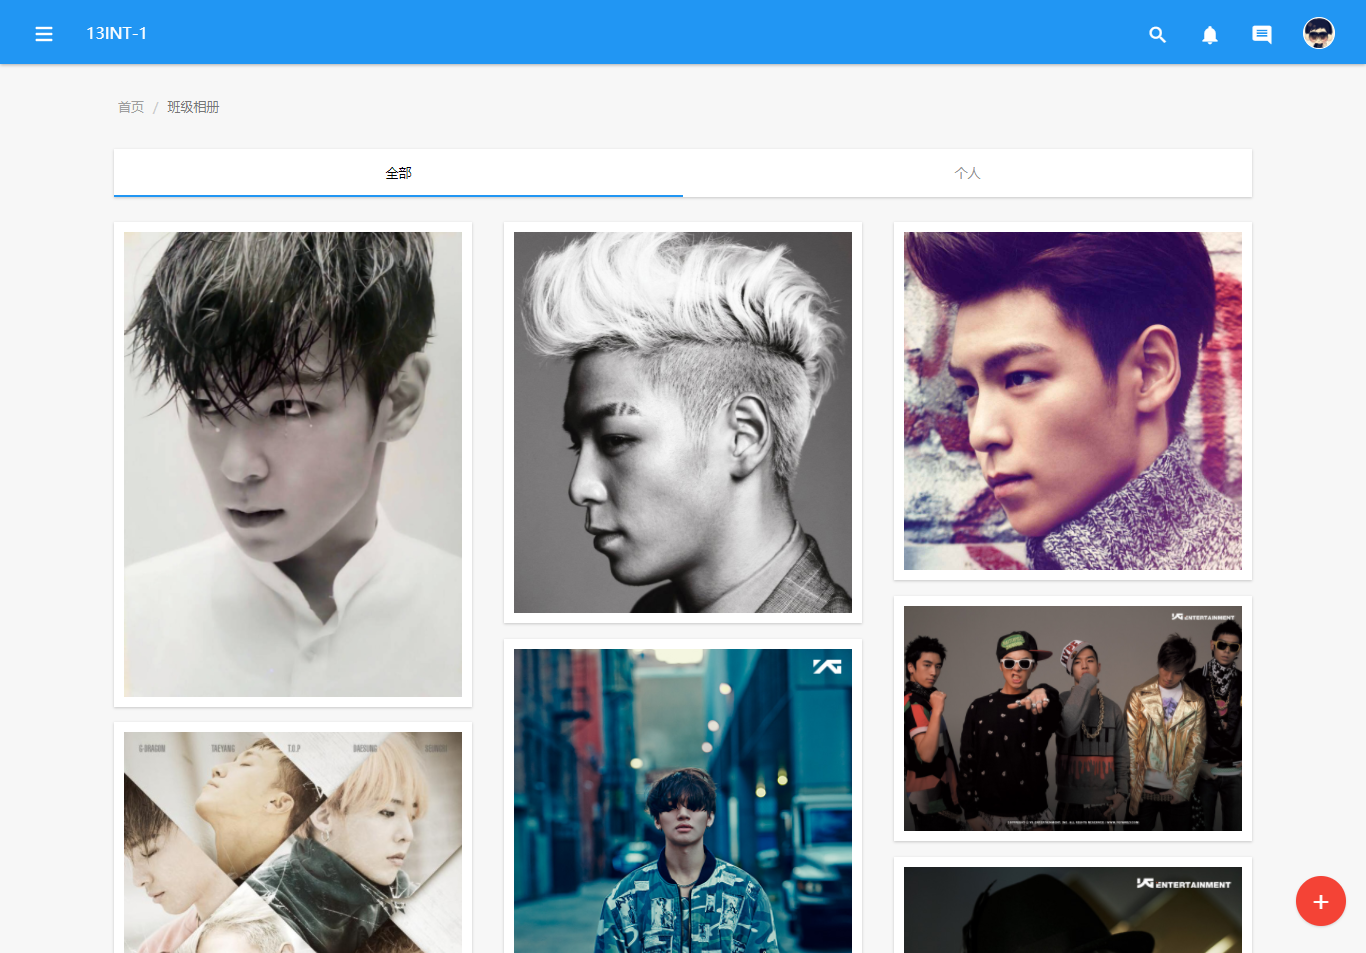 13INT-1
首页 / 班级相册
全部
个人
YG ENTERTAINMENT
G-DRAGON TAEYANG T.O.P DAESUNG SEUNGRI
YG
YG ENTERTAINMENT